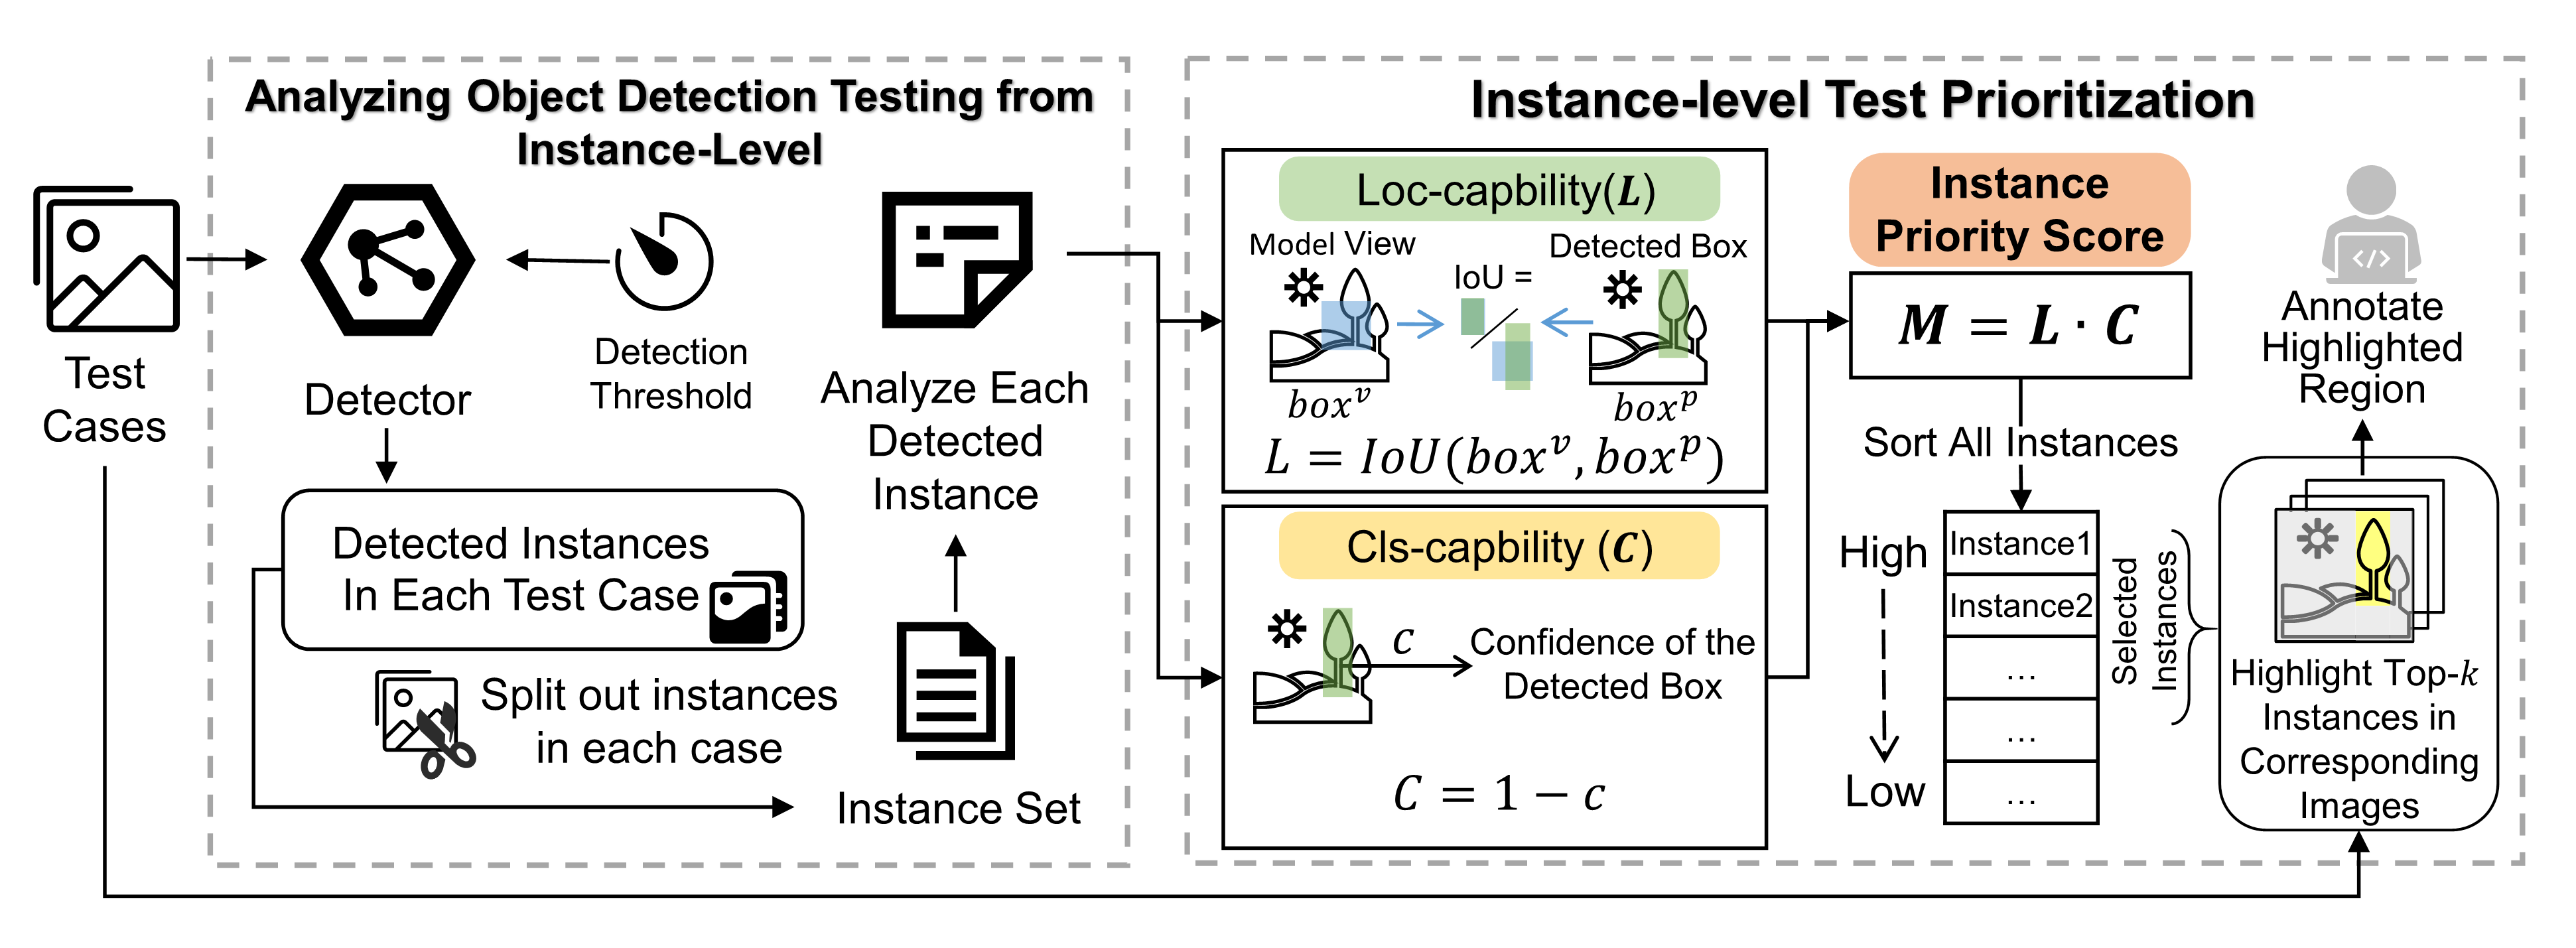 Analyzing Object Detection Testing from
Instance-Level
Test
Cases
Detector
Detection
Threshold
Detected Instances
In Each Test Case
Split out instances
in each case
Instance Set
Analyze Each
Detected
Instance
Instance-level Test Prioritization
Loc-capbility(L)
Model View
Detected Box
IoU =
box^v
box^p
L = IoU(box^v, box^p)
Cls-capbility (C)
c
Confidence of the
Detected Box
C = 1 − c
Instance
Priority Score
M = L · C
Sort All Instances
High
Low
Instance1
Instance2
...
...
...
Selected
Instances
</>
Annotate
Highlighted
Region
Highlight Top-k
Instances in
Corresponding
Images